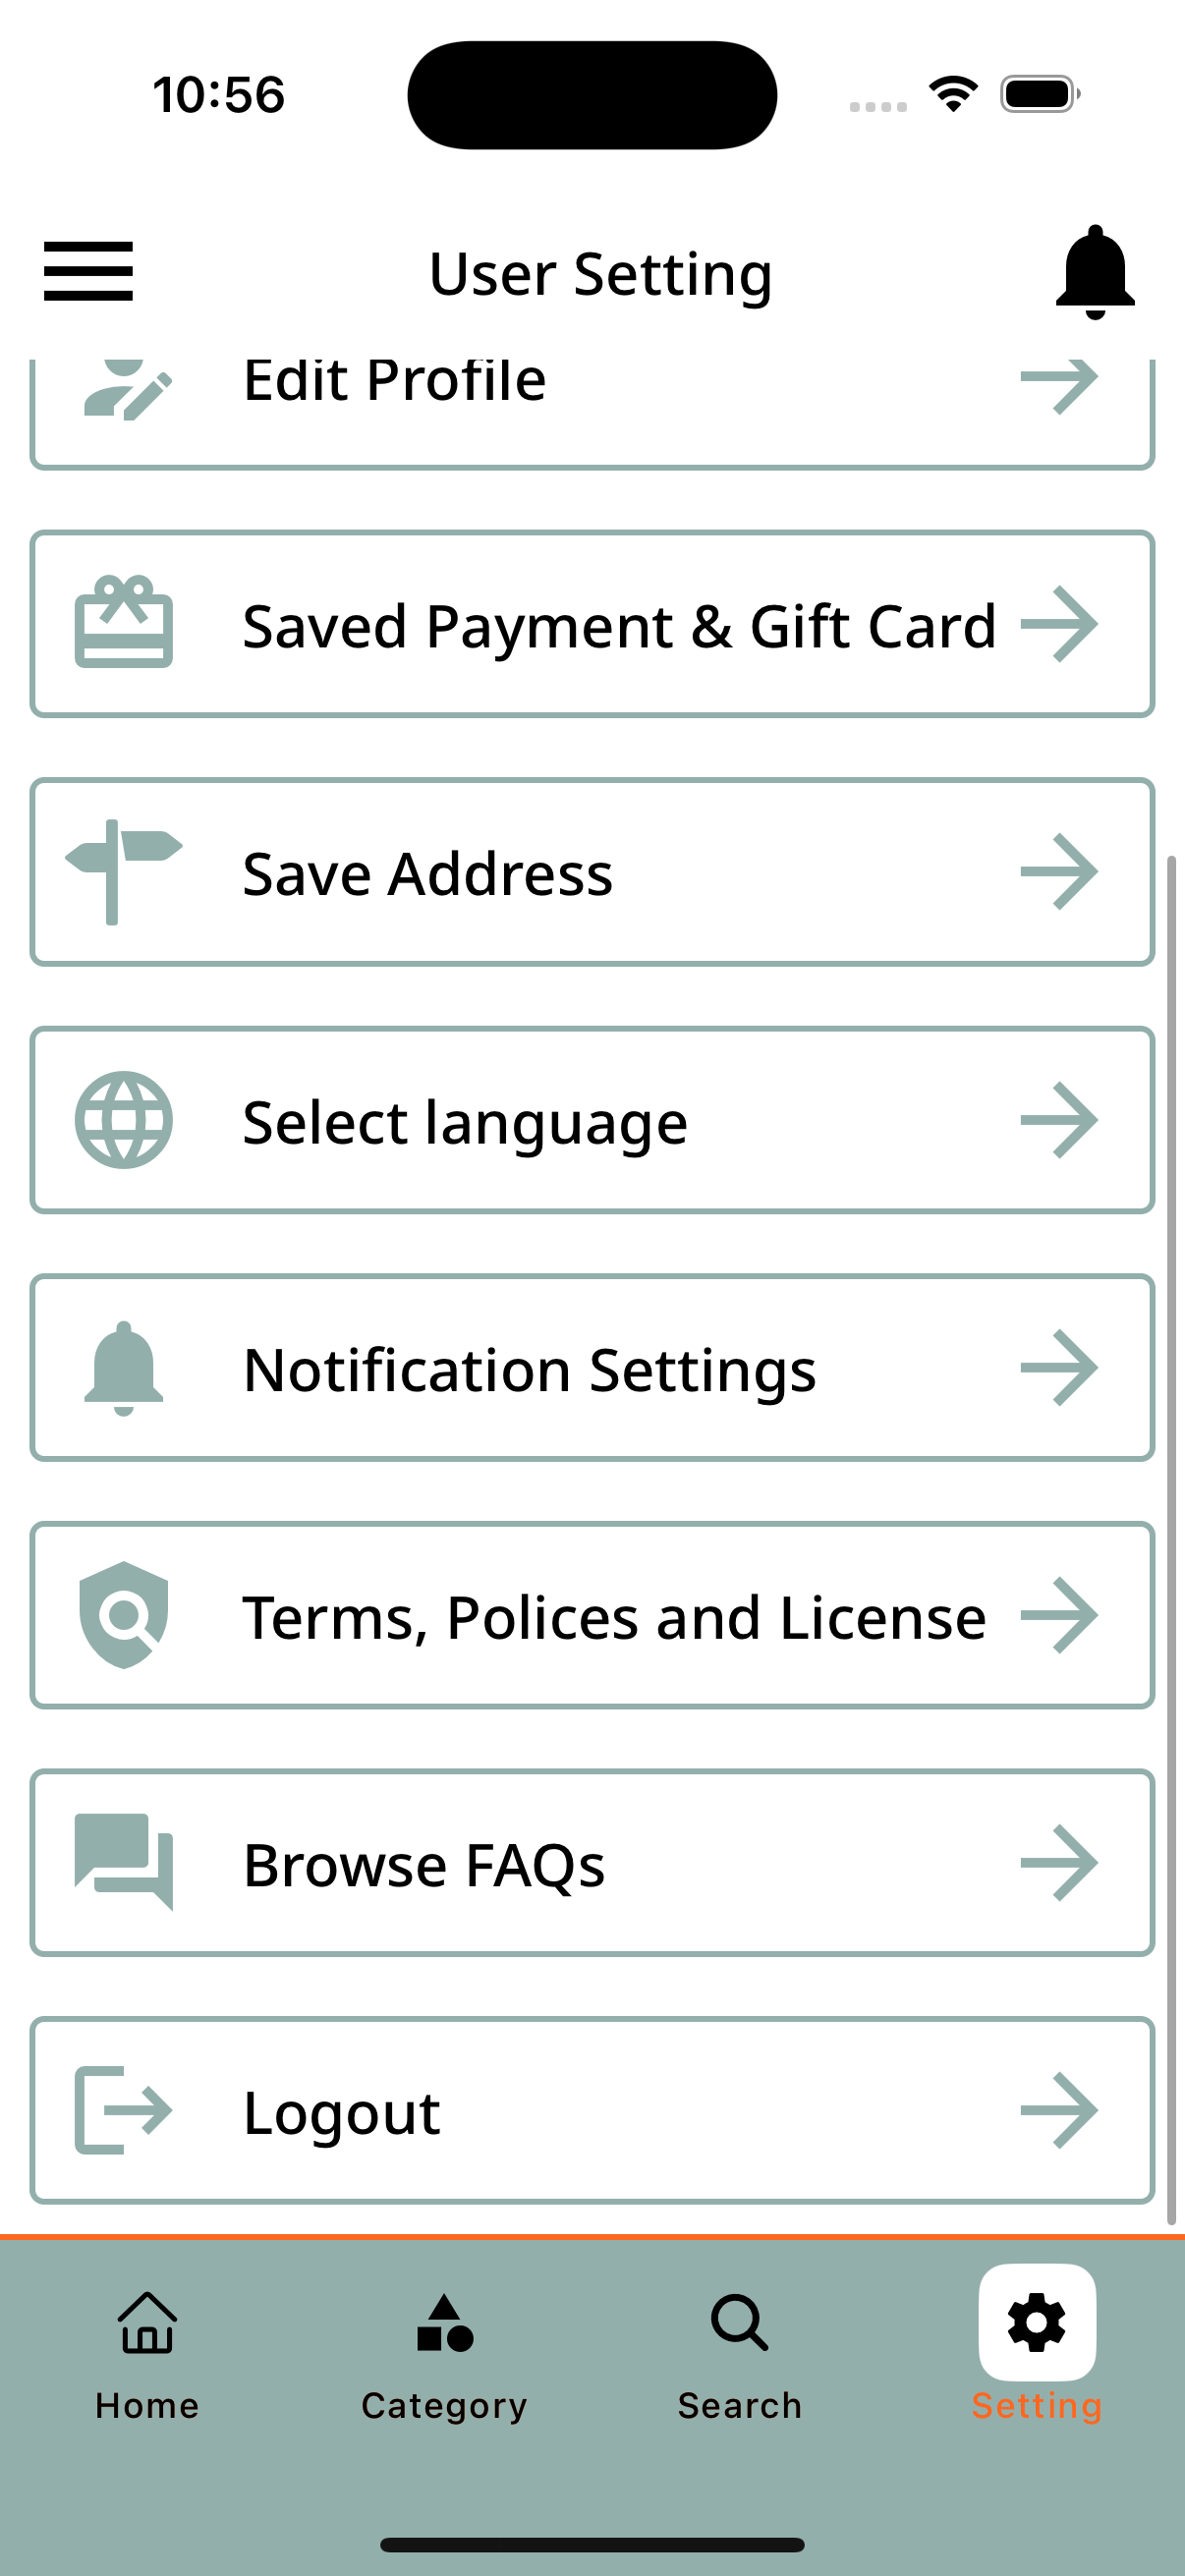 10:56
User Setting
Edit Profile
Saved Payment & Gift Card
Save Address
Select language
Notification Settings
Terms, Polices and License
Browse FAQs
Logout
Home Category Search Setting